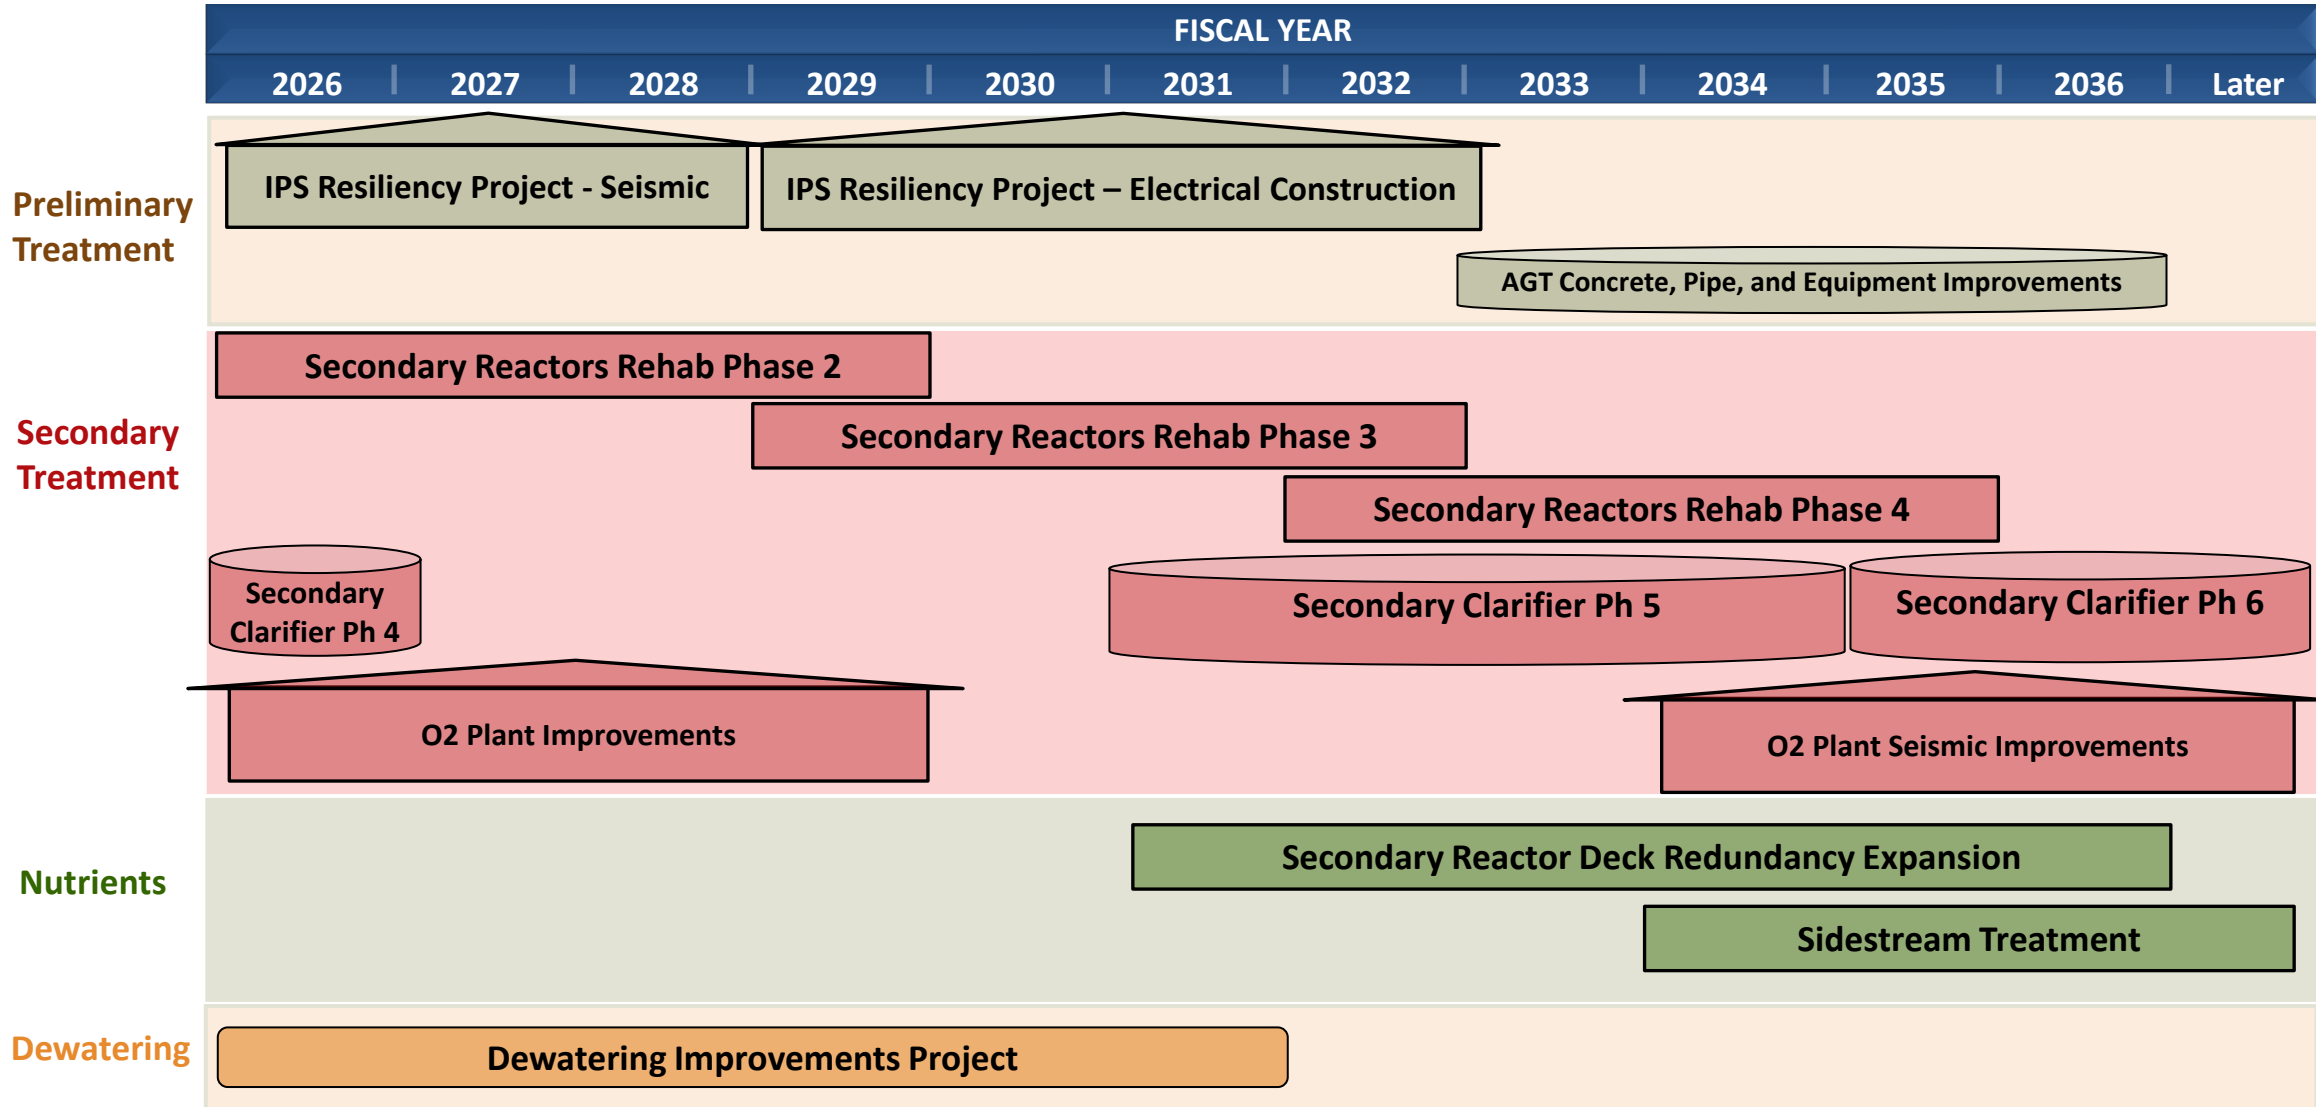 FISCAL YEAR
2026 2027 2028 2029 2030 2031 2032 2033 2034 2035 2036 Later
Preliminary
Treatment
IPS Resiliency Project - Seismic
IPS Resiliency Project – Electrical Construction
AGT Concrete, Pipe, and Equipment Improvements
Secondary
Treatment
Secondary Reactors Rehab Phase 2
Secondary Reactors Rehab Phase 3
Secondary Reactors Rehab Phase 4
Secondary
Clarifier Ph 4
Secondary Clarifier Ph 5
Secondary Clarifier Ph 6
O2 Plant Improvements
O2 Plant Seismic Improvements
Nutrients
Secondary Reactor Deck Redundancy Expansion
Sidestream Treatment
Dewatering
Dewatering Improvements Project